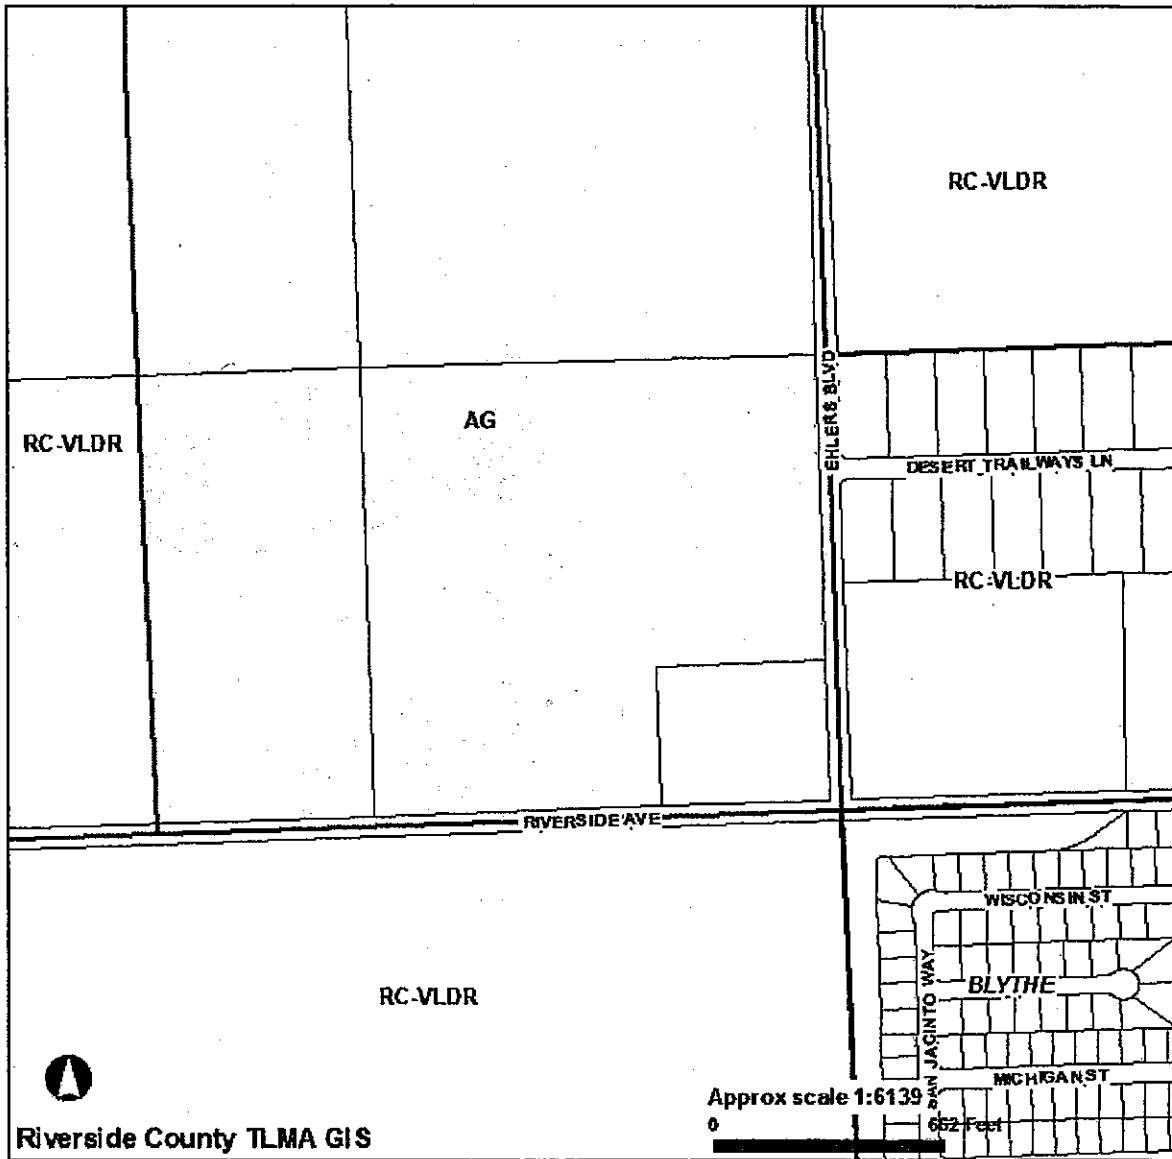 RC-VLDR
EHLERS BLVD
AG
RC-VLDR
DESERT TRAILWAYS LN
RC-VLDR
RIVERSIDE AVE
WISCONSIN ST
BLYTHE
SAN JACINTO WAY
RC-VLDR
MICHIGAN ST
Approx scale 1:6139
0 662 Feet
Riverside County TLMA GIS